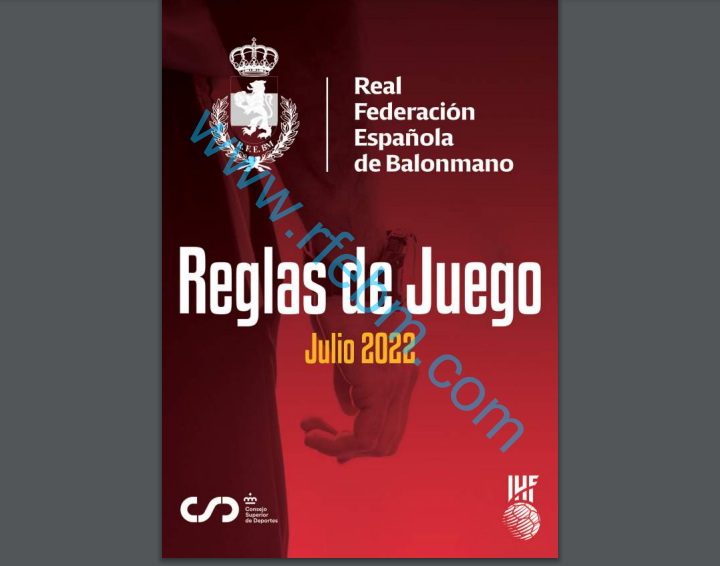 Real
Federación
Española
de Balonmano
R.F.E.BM
www.rfebm.com
Reglas de Juego
Julio 2022
CSD
Consejo
Superior
de Deportes
IHF